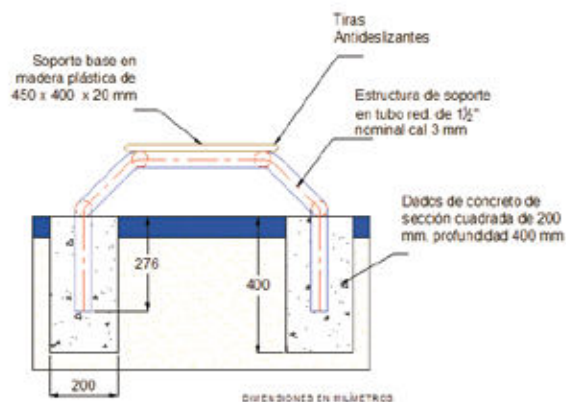 Tiras
Antideslizantes
Soporte base en
madera plástica de
450 x 400 x 20 mm
Estructura de soporte
en tubo red. de 1½"
nominal cal 3 mm
Dados de concreto de
sección cuadrada de 200
mm, profundidad 400 mm
276
400
200
DIMENSIONES EN MILÍMETROS